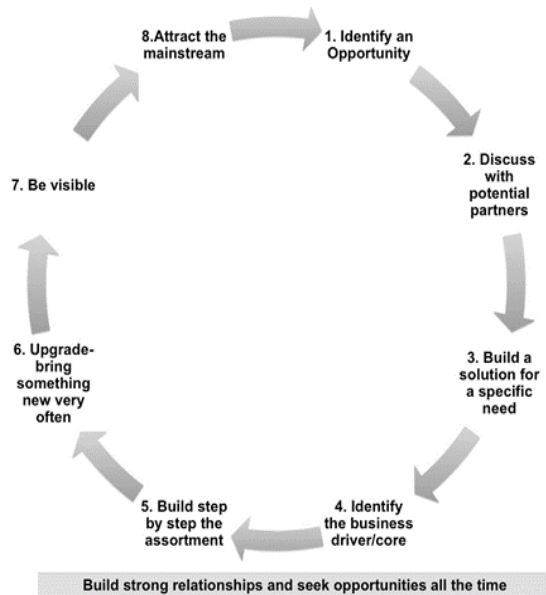 1. Identify an
Opportunity
2. Discuss
with
potential
partners
3. Build a
solution for
a specific
need
4. Identify
the business
driver/core
5. Build step
by step the
assortment
6. Upgrade-
bring
something
new very
often
7. Be visible
8.Attract the
mainstream
Build strong relationships and seek opportunities all the time